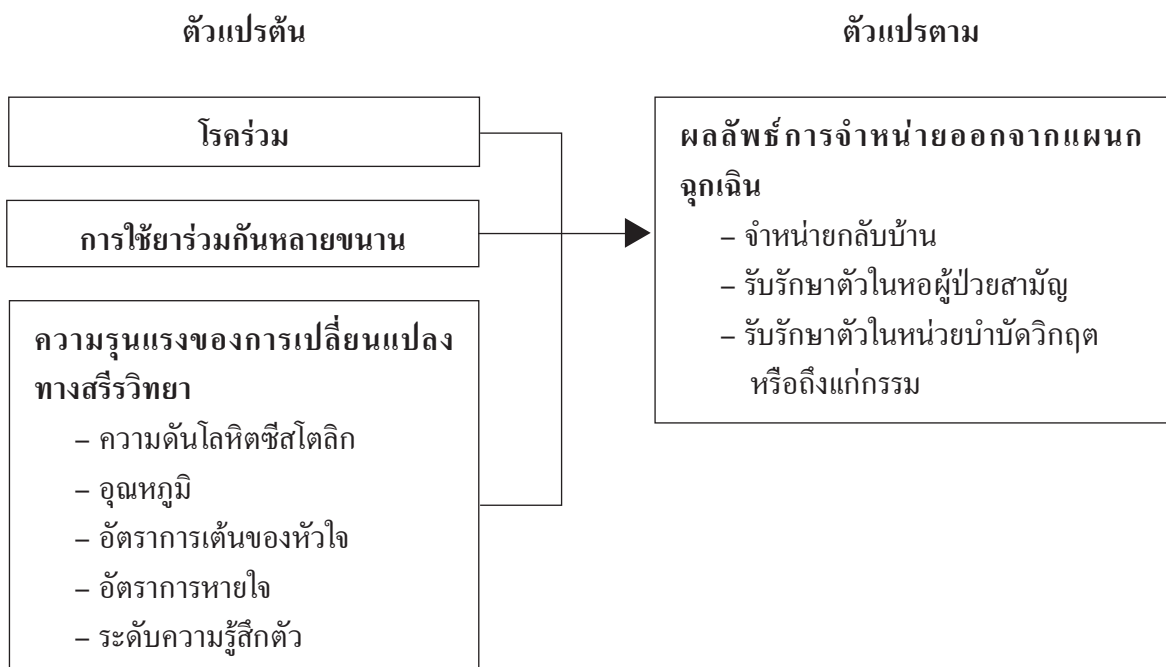 ตัวแปรต้น
ตัวแปรตาม
โรคร่วม
การใช้ยาร่วมกันหลายขนาน
ความรุนแรงของการเปลี่ยนแปลง
ทางสรีรวิทยา
– ความดันโลหิตซีสโตลิก
– อุณหภูมิ
– อัตราการเต้นของหัวใจ
– อัตราการหายใจ
– ระดับความรู้สึกตัว
ผลลัพธ์การจำหน่ายออกจากแผนก
ฉุกเฉิน
– จำหน่ายกลับบ้าน
– รับรักษาตัวในหอผู้ป่วยสามัญ
– รับรักษาตัวในหน่วยบำบัดวิกฤต
หรือถึงแก่กรรม